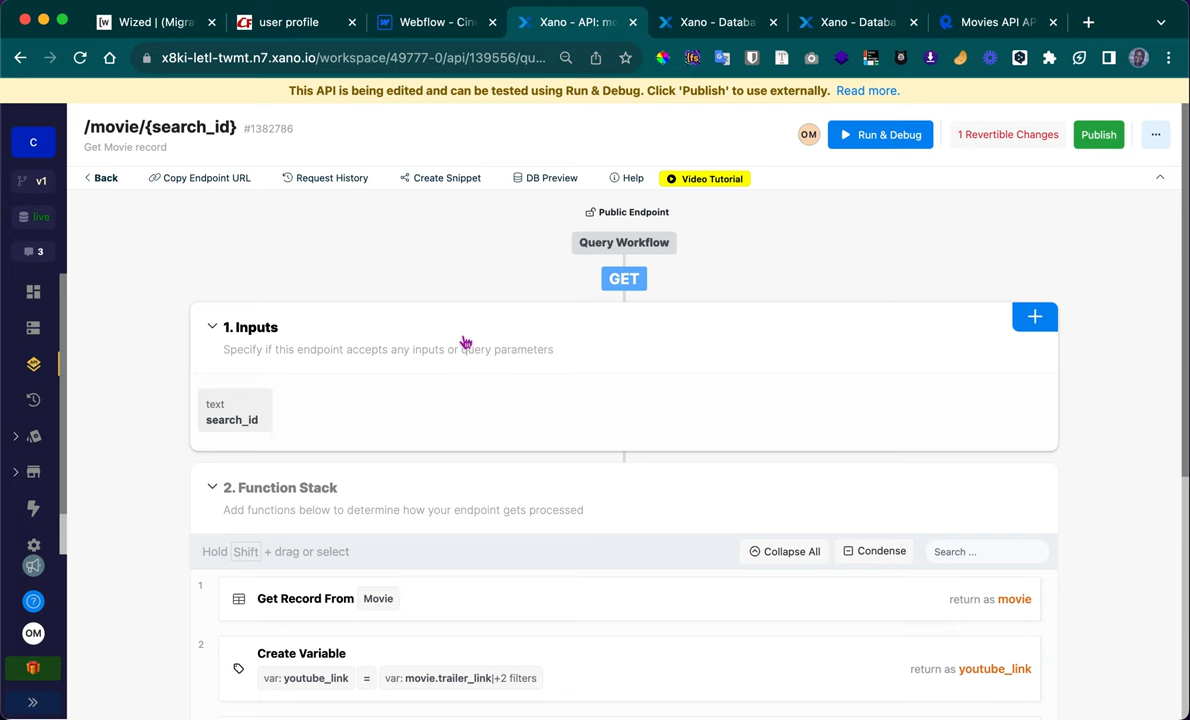 Wized | (Migra
user profile
Webflow - Cine
Xano - API: mo
Xano - Databa
Xano - Databa
Movies API AP
x8ki-letl-twmt.n7.xano.io/workspace/49777-0/api/139556/qu...
This API is being edited and can be tested using Run & Debug. Click 'Publish' to use externally. Read more.
C
v1
live
3
OM
/movie/{search_id} #1382786
Get Movie record
OM
Run & Debug
1 Revertible Changes
Publish
...
Back
Copy Endpoint URL
Request History
Create Snippet
DB Preview
Help
Video Tutorial
Public Endpoint
Query Workflow
GET
1. Inputs
Specify if this endpoint accepts any inputs or query parameters
text
search_id
2. Function Stack
Add functions below to determine how your endpoint gets processed
Hold Shift + drag or select
Collapse All
Condense
Search ...
1
Get Record From Movie
return as movie
2
Create Variable
var: youtube_link = var: movie.trailer_link|+2 filters
return as youtube_link